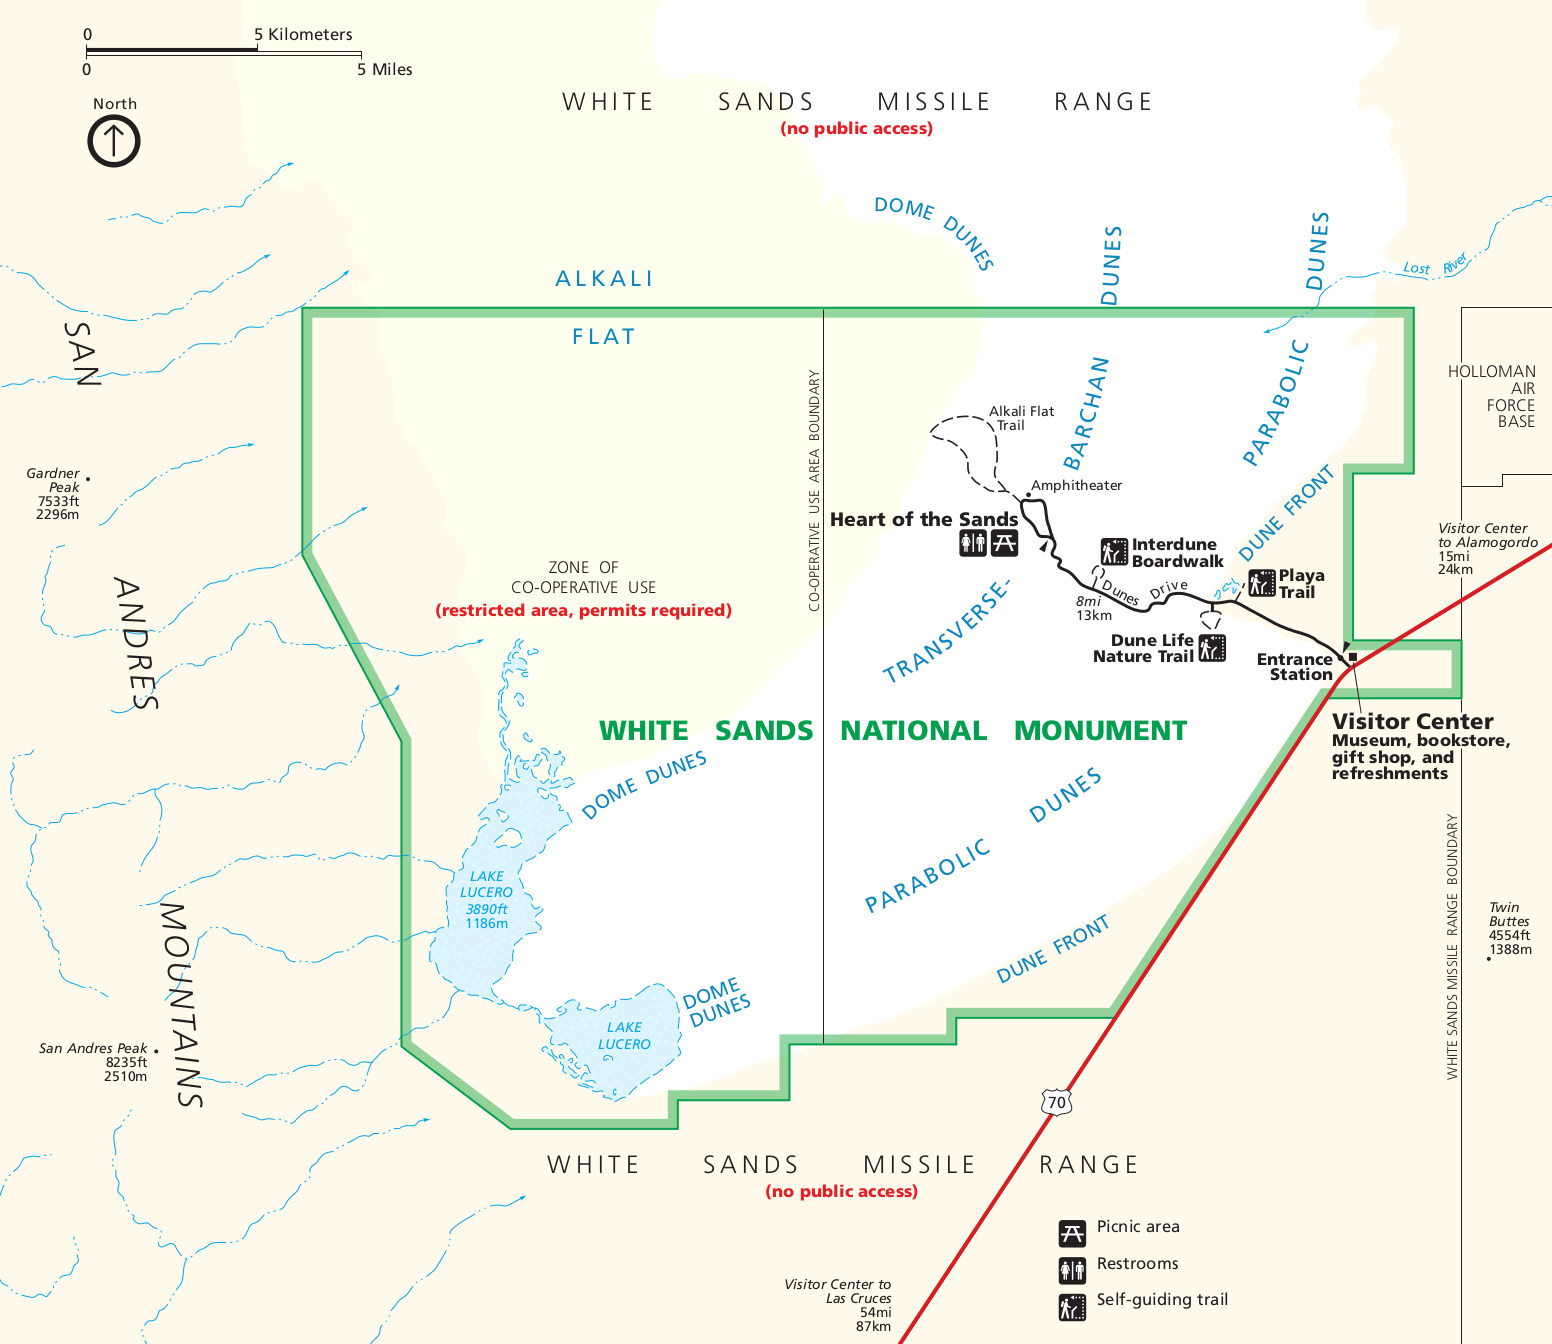 0 5 Kilometers
0 5 Miles
North
WHITE SANDS MISSILE RANGE
(no public access)
DOME DUNES
DUNES
DUNES
Lost River
ALKALI
FLAT
SAN
ANDRES
MOUNTAINS
HOLLOMAN
AIR
FORCE
BASE
BARCHAN
PARABOLIC
CO-OPERATIVE USE AREA BOUNDARY
Alkali Flat
Trail
Amphitheater
Heart of the Sands
Gardner
Peak
7533ft
2296m
DUNE FRONT
Visitor Center
to Alamogordo
15mi
24km
Interdune
Boardwalk
Playa
Trail
Dunes Drive
8mi
13km
ZONE OF
CO-OPERATIVE USE
(restricted area, permits required)
TRANSVERSE-
Dune Life
Nature Trail
Entrance
Station
WHITE SANDS NATIONAL MONUMENT
Visitor Center
Museum, bookstore,
gift shop, and
refreshments
DOME DUNES
PARABOLIC DUNES
DUNE FRONT
WHITE SANDS MISSILE RANGE BOUNDARY
LAKE
LUCERO
3890ft
1186m
Twin
Buttes
4554ft
1388m
DOME
DUNES
LAKE
LUCERO
San Andres Peak
8235ft
2510m
70
WHITE SANDS MISSILE RANGE
(no public access)
Picnic area
Restrooms
Self-guiding trail
Visitor Center to
Las Cruces
54mi
87km